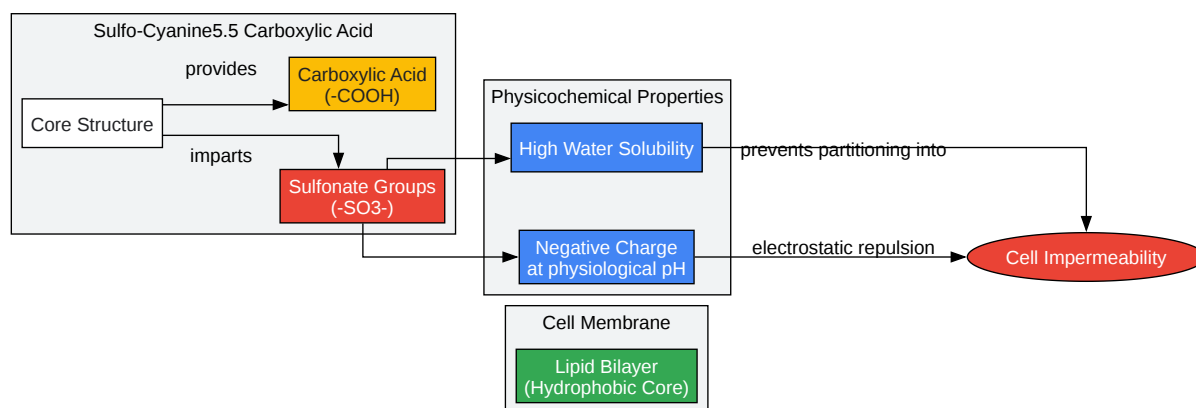 Sulfo-Cyanine5.5 Carboxylic Acid
provides
Carboxylic Acid
(-COOH)
Core Structure
imparts
Sulfonate Groups
(-SO3-)
Physicochemical Properties
High Water Solubility
prevents partitioning into
Negative Charge
at physiological pH
electrostatic repulsion
Cell Impermeability
Cell Membrane
Lipid Bilayer
(Hydrophobic Core)